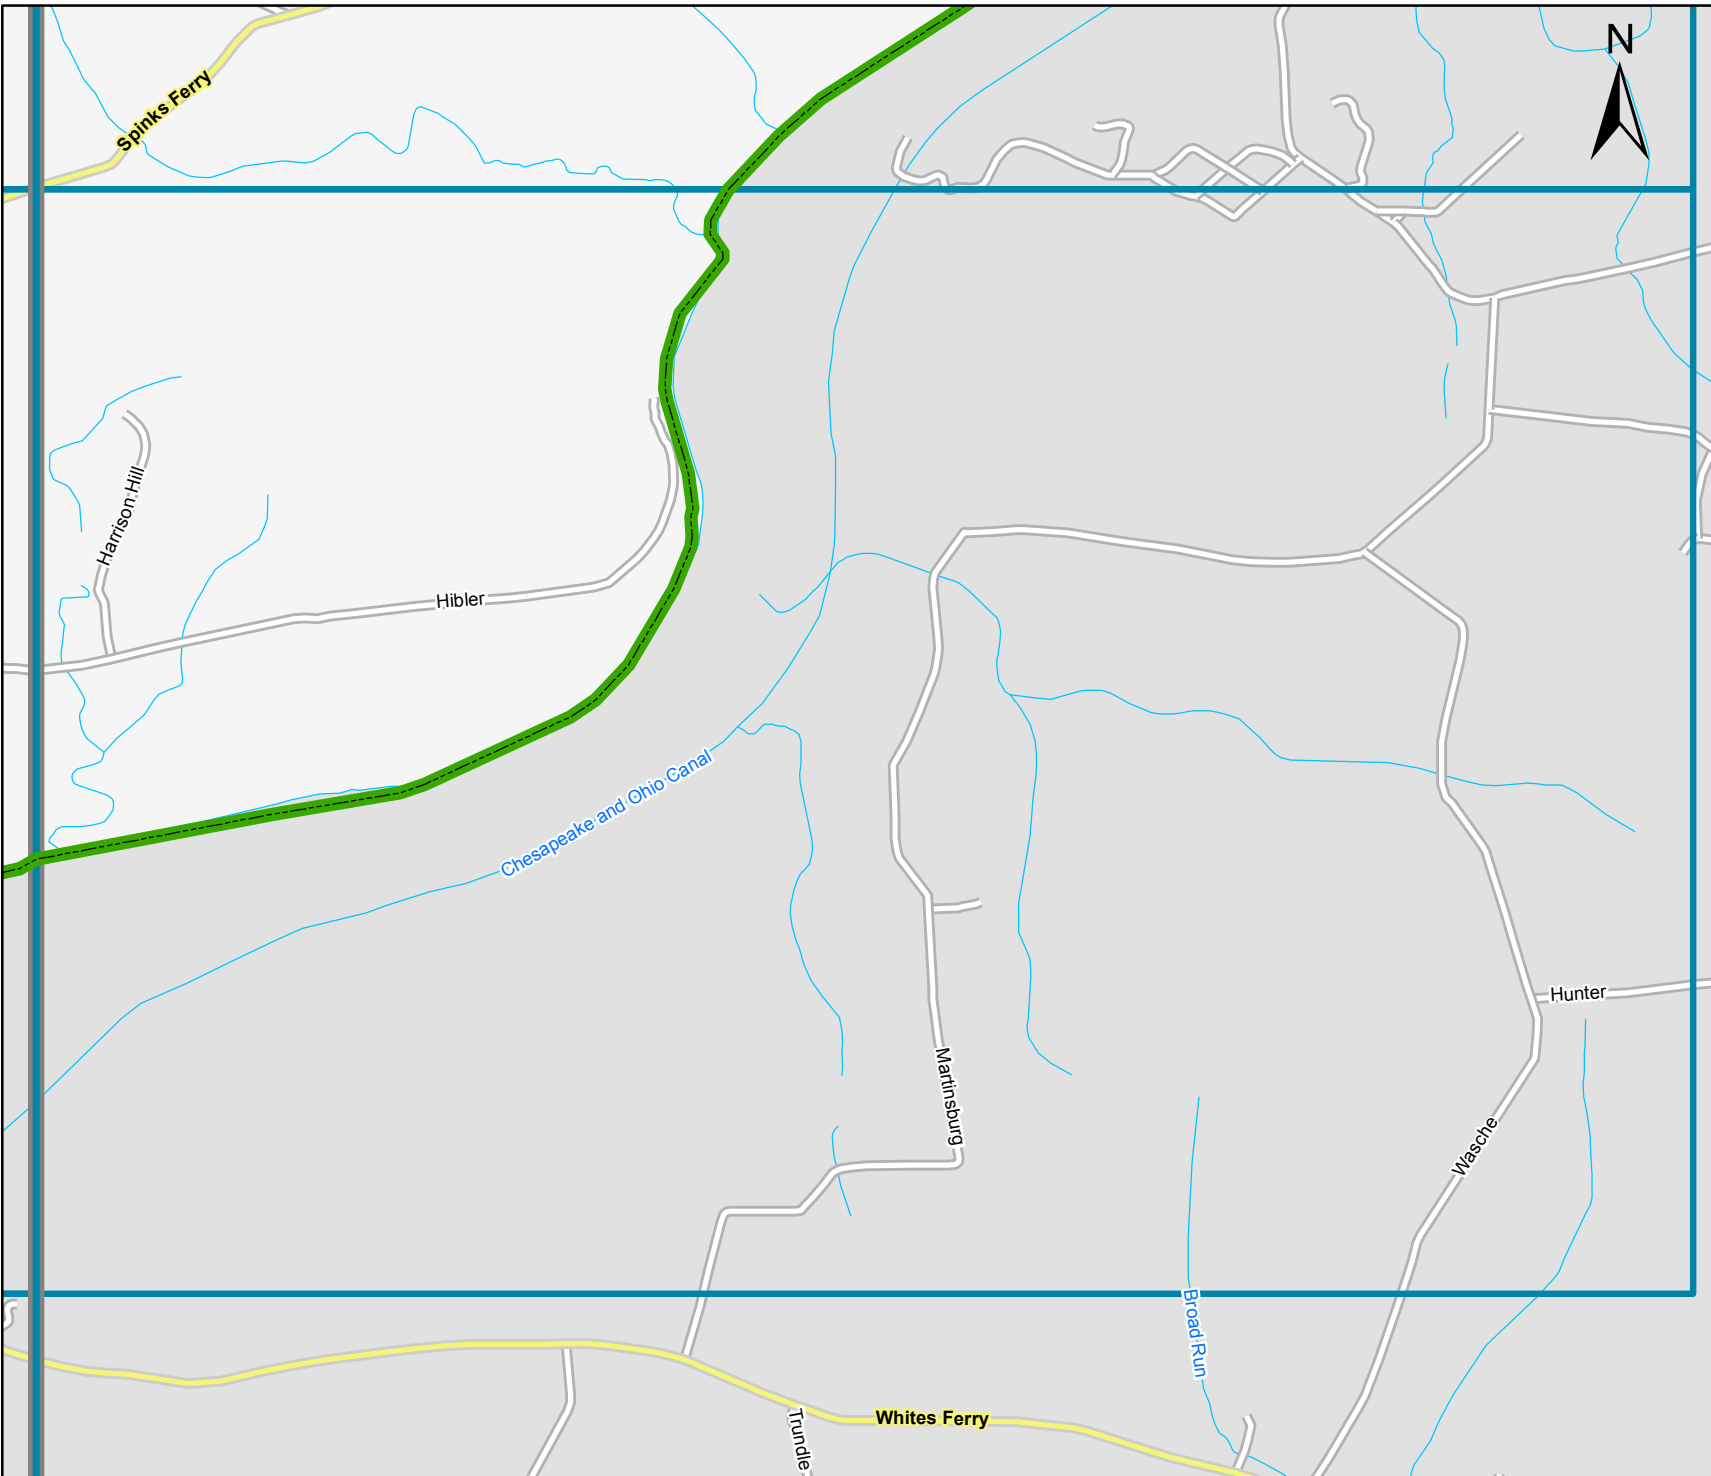 N
Spinks Ferry
Harrison Hill
Hibler
Chesapeake and Ohio Canal
Hunter
Martinsburg
Wasche
Broad Run
Whites Ferry
Trundle